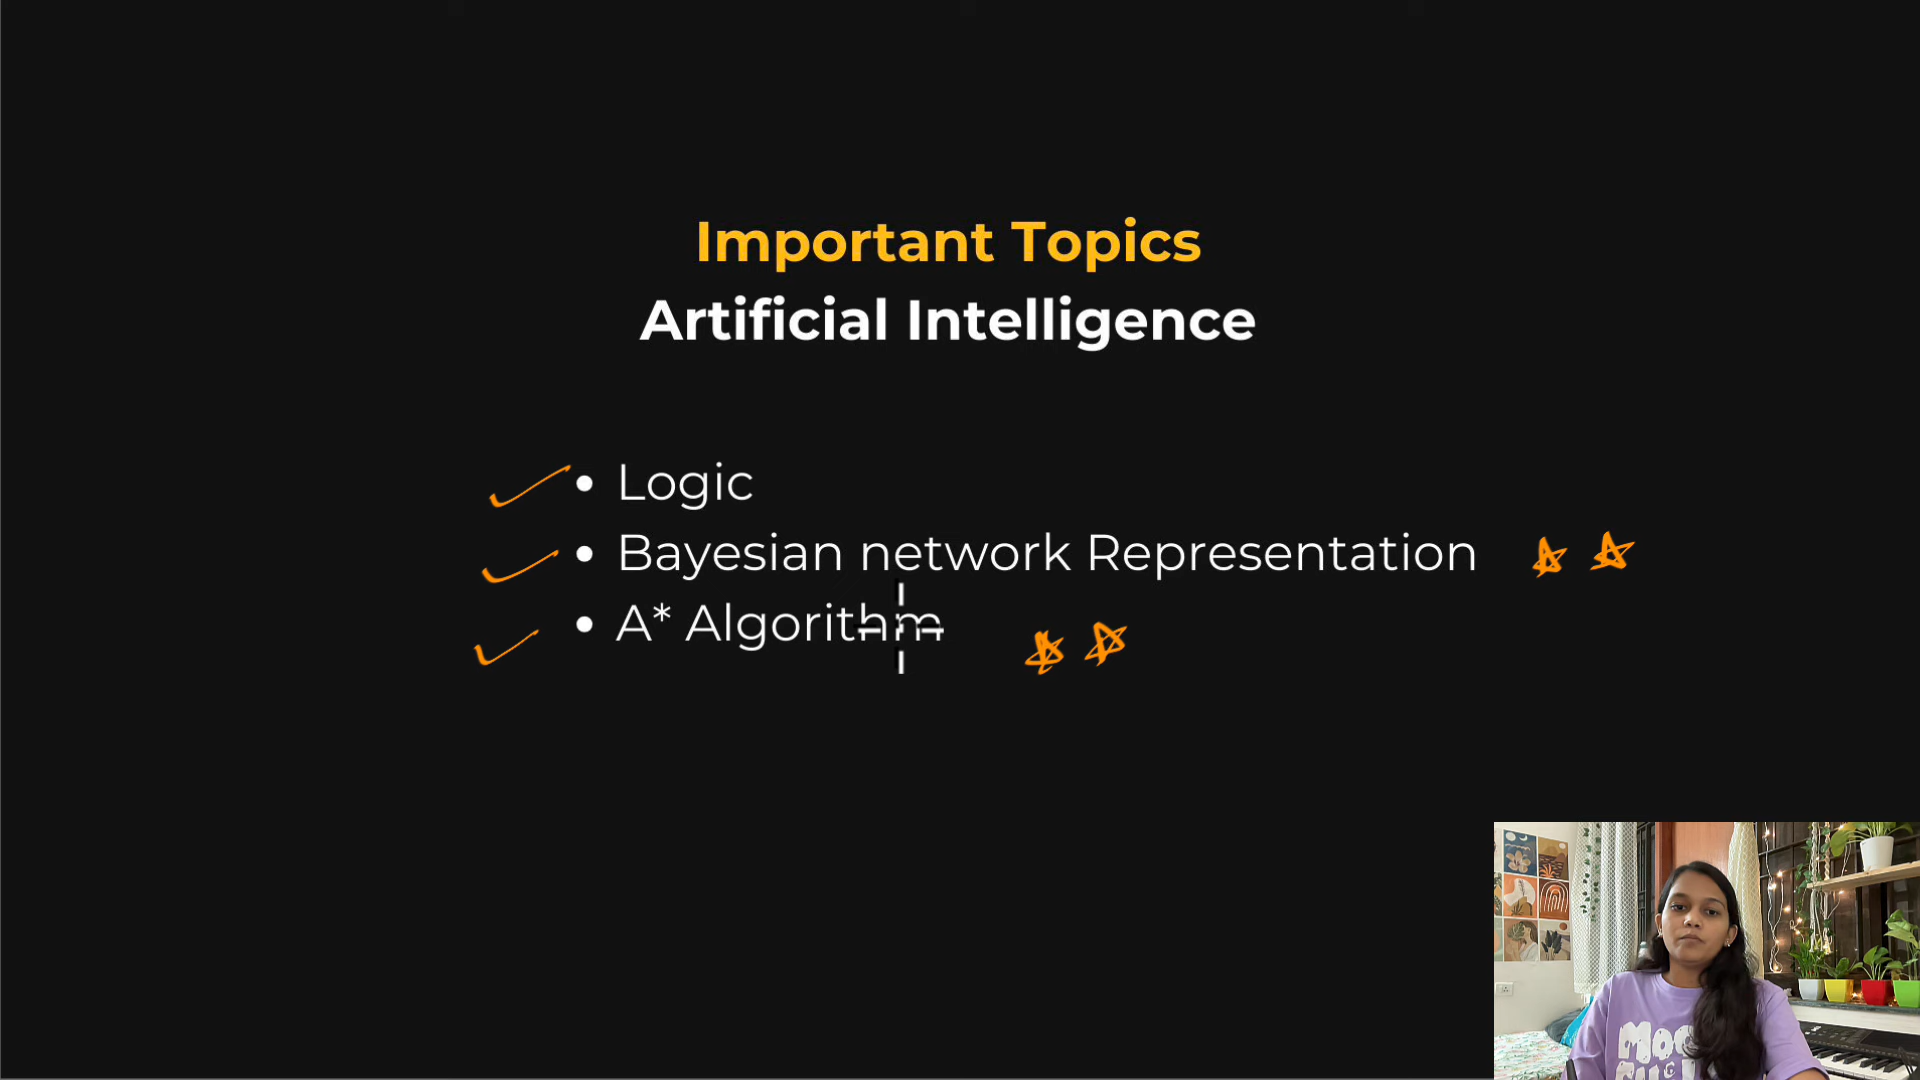 Important Topics
Artificial Intelligence
• Logic
• Bayesian network Representation
• A* Algorithm